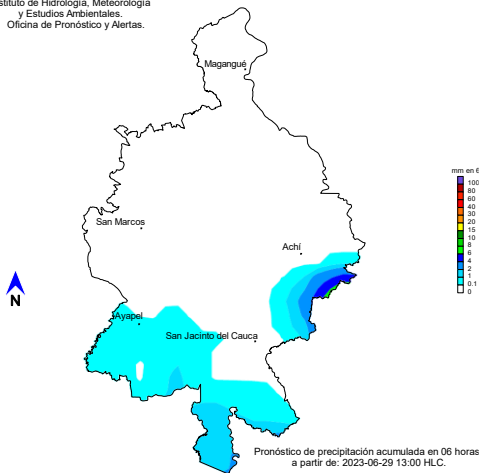 stituto de Hidrología, Meteorología
y Estudios Ambientales.
Oficina de Pronóstico y Alertas.
Magangué
mm en 6
100
80
60
40
30
20
15
10
8
6
4
2
1
0.1
0
San Marcos
Achí
N
Ayapel
San Jacinto del Cauca
Pronóstico de precipitación acumulada en 06 horas
a partir de: 2023-06-29 13:00 HLC.